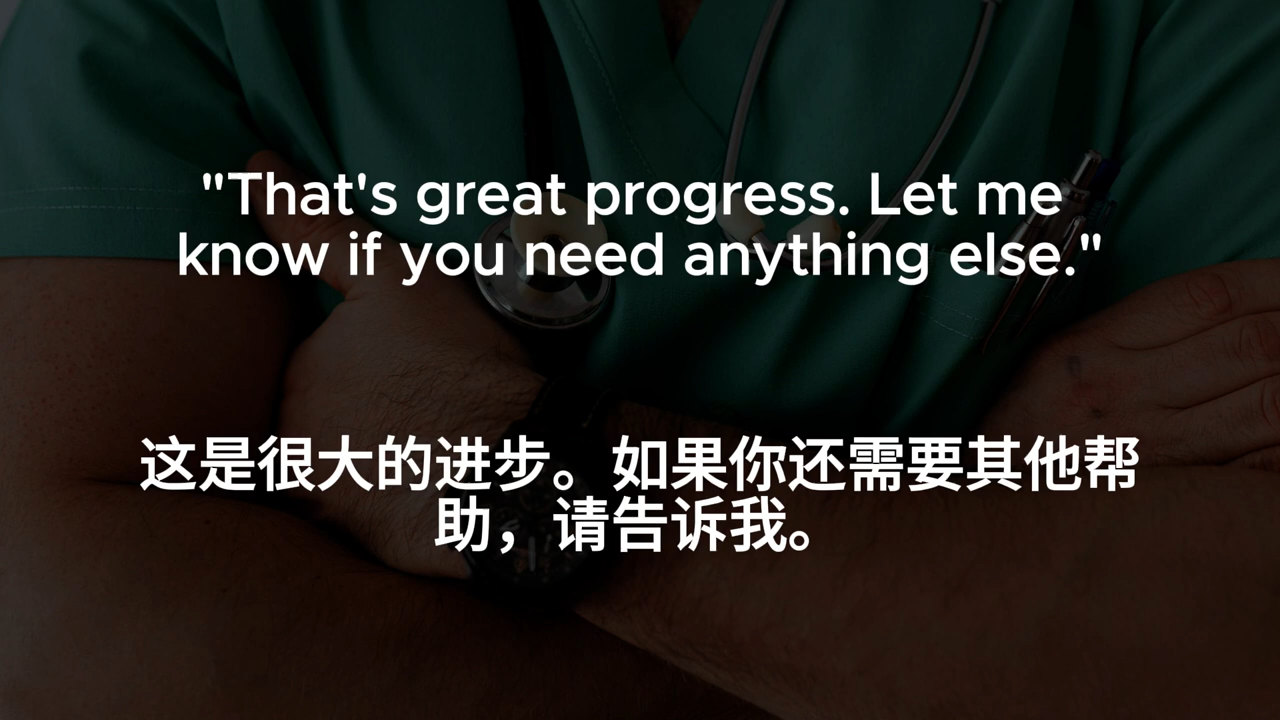 "That's great progress. Let me
know if you need anything else."
这是很大的进步。如果你还需要其他帮
助，请告诉我。